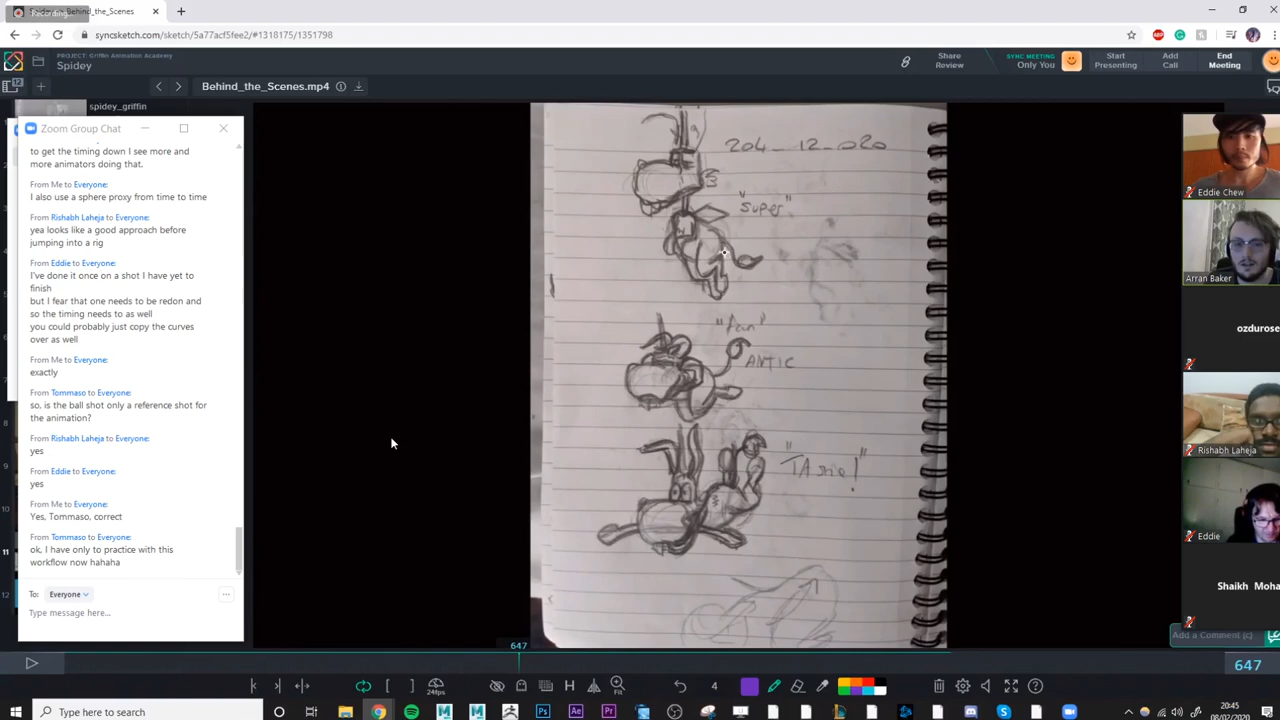 Recording...
Spidey - Behind_the_Scenes
syncsketch.com/sketch/5a77acf5fee2/#1318175/1351798
PROJECT: Griffin Animation Academy
Spidey
Share Review
SYNC MEETING
Only You
Start Presenting
Add Call
End Meeting
12
Behind_the_Scenes.mp4
spidey_griffin
Zoom Group Chat
to get the timing down I see more and
more animators doing that.
From Me to Everyone:
I also use a sphere proxy from time to time
From Rishabh Laheja to Everyone:
yea looks like a good approach before
jumping into a rig
From Eddie to Everyone:
I've done it once on a shot I have yet to
finish
but I fear that one needs to be redon and
so the timing needs to as well
you could probably just copy the curves
over as well
From Me to Everyone:
exactly
From Tommaso to Everyone:
so, is the ball shot only a reference shot for
the animation?
From Rishabh Laheja to Everyone:
yes
From Eddie to Everyone:
yes
From Me to Everyone:
Yes, Tommaso, correct
From Tommaso to Everyone:
ok, I have only to practice with this
workflow now hahaha
To: Everyone
Type message here...
8
9
10
11
12
204_12_020
"Super"
"fan"
ANTIC
Eddie Chew
Arran Baker
ozdurose
Rishabh Laheja
Eddie
Shaikh Moha
Add a Comment (c)
647
647
24fps
4
Type here to search
20:45
08/02/2020